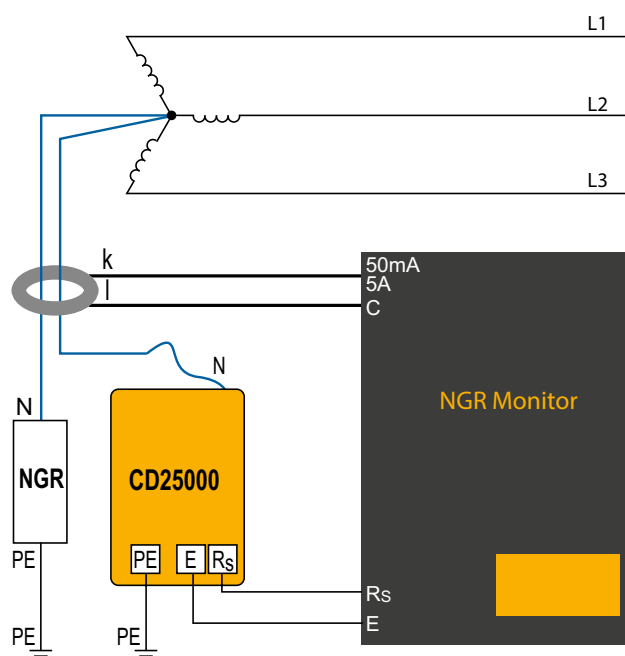 L1
L2
L3
k
50mA
l
5A
C
N
N
NGR Monitor
NGR
CD25000
PE
PE
E
Rs
Rs
PE
PE
E